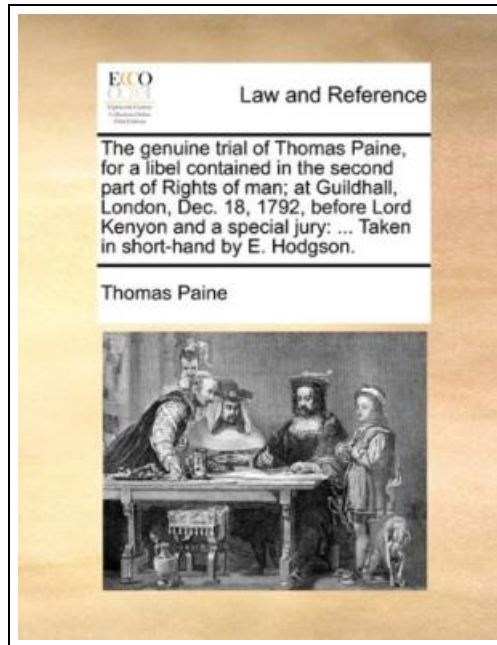 ECCO
Law and Reference
The genuine trial of Thomas Paine,
for a libel contained in the second
part of Rights of man; at Guildhall,
London, Dec. 18, 1792, before Lord
Kenyon and a special jury: ... Taken
in short-hand by E. Hodgson.
Thomas Paine